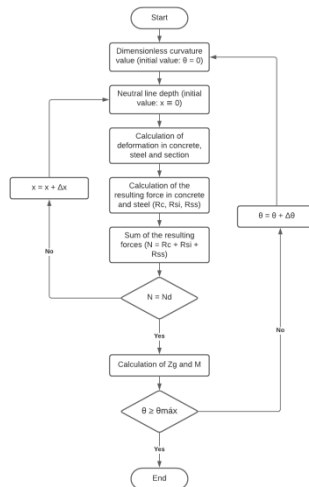 Start
Dimensionless curvature
value (initial value: θ = 0)
Neutral line depth (initial
value: x ≅ 0)
Calculation of
deformation in concrete,
steel and section
x = x + Δx
Calculation of the
resulting force in concrete
and steel (Rc, Rsi, Rss)
θ = θ + Δθ
Sum of the resulting
forces (N = Rc + Rsi +
Rss)
No
N = Nd
No
Yes
Calculation of Zg and M
θ ≥ θmáx
Yes
End